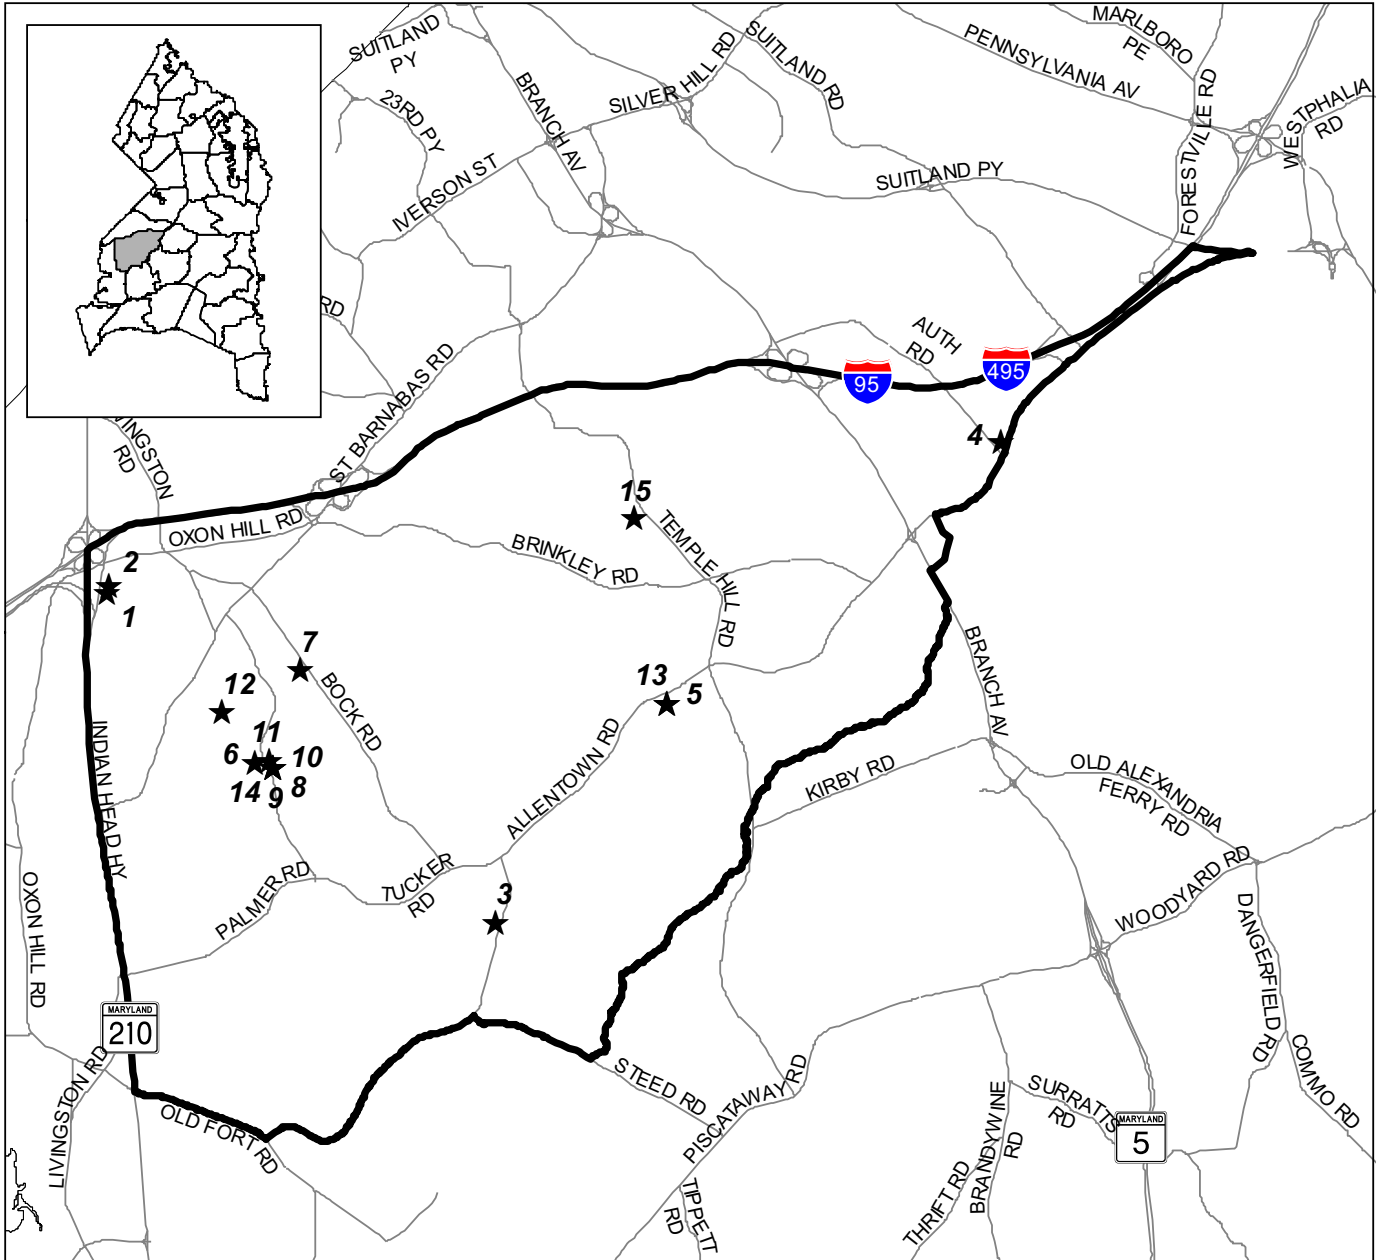 SUITLAND
PY
23RD PY
BRANCH AV
SILVER HILL RD
SUITLAND RD
MARLBORO
PE
PENNSYLVANIA AV
FORESTVILLE RD
WESTPHALIA
RD
IVERSON ST
SUITLAND PY
RD
AUTH
RD
95
495
ST BARNABAS RD
VINGSTON
RD
4
15
OXON HILL RD
BRINKLEY RD
TEMPLE HILL
RD
2
1
7
BOCK RD
12
13
5
BRANCH AV
INDIAN HEAD HY
11
6
10
14
9
8
ALLENTOWN RD
KIRBY RD
OLD ALEXANDRIA
FERRY RD
OXON HILL RD
PALMER RD
TUCKER
RD
3
WOODYARD RD
DANGERFIELD RD
MARYLAND
210
LIVINGSTON RD
OLD FORT
RD
STEED RD
PISCATAWAY RD
SURRATTS
RD
COMMO RD
MARYLAND
5
BRANDYWINE
RD
THRIFT RD
TIPPETT
RD